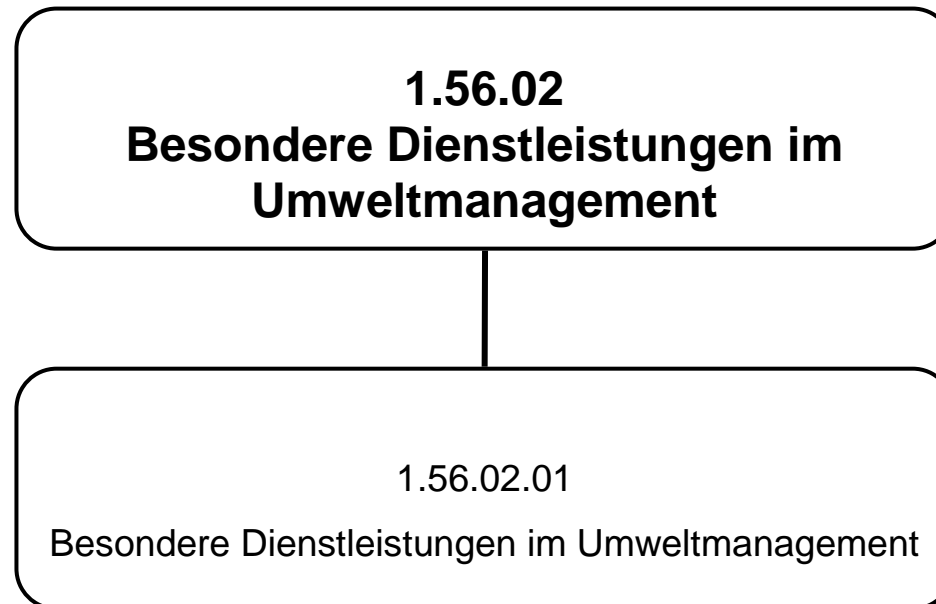 1.56.02
Besondere Dienstleistungen im
Umweltmanagement
1.56.02.01
Besondere Dienstleistungen im Umweltmanagement